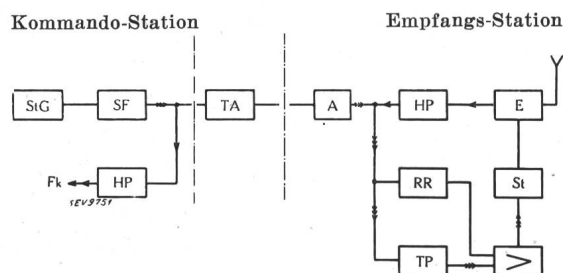 Kommando-Station
Empfangs-Station
StG
SF
TA
A
HP
E
Fk
HP
SEV9751
RR
St
TP